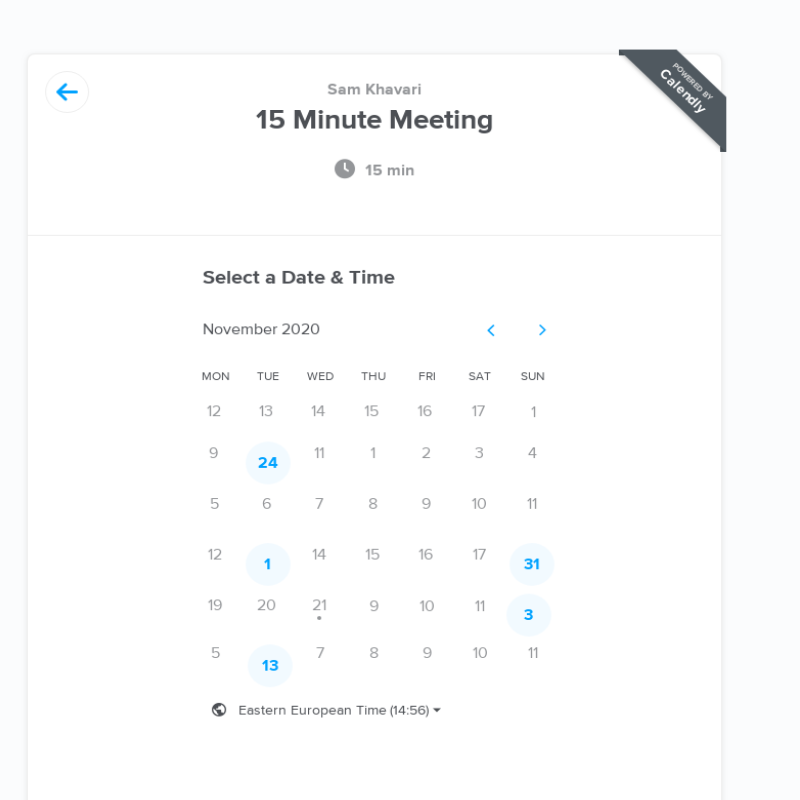 POWERED BY
Calendly
Sam Khavari
15 Minute Meeting
15 min
Select a Date & Time
November 2020
MON TUE WED THU FRI SAT SUN
12 13 14 15 16 17 1
9 24 11 1 2 3 4
5 6 7 8 9 10 11
12 1 14 15 16 17 31
19 20 21 9 10 11 3
5 13 7 8 9 10 11
Eastern European Time (14:56)